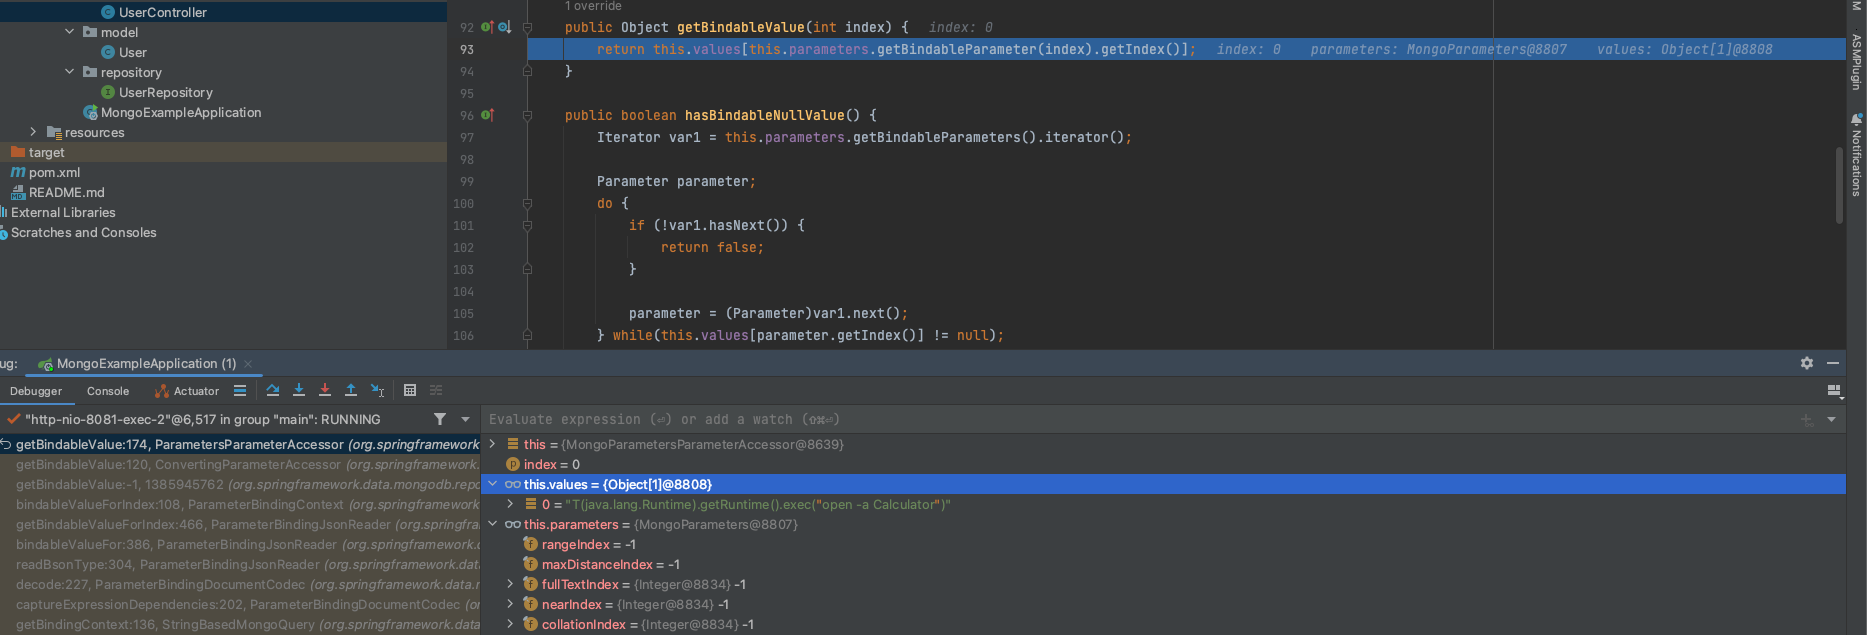 UserController
model
User
repository
UserRepository
MongoExampleApplication
resources
target
pom.xml
README.md
External Libraries
Scratches and Consoles
1 override
92 public Object getBindableValue(int index) { index: 0
93 return this.values[this.parameters.getBindableParameter(index).getIndex()]; index: 0 parameters: MongoParameters@8807 values: Object[1]@8808
94 }
95
96 public boolean hasBindableNullValue() {
97 Iterator var1 = this.parameters.getBindableParameters().iterator();
98
99 Parameter parameter;
100 do {
101 if (!var1.hasNext()) {
102 return false;
103 }
104
105 parameter = (Parameter)var1.next();
106 } while(this.values[parameter.getIndex()] != null);
M
ASMPlugin
Notifications
ug: MongoExampleApplication (1)
Debugger Console Actuator
"http-nio-8081-exec-2"@6,517 in group "main": RUNNING
getBindableValue:174, ParametersParameterAccessor (org.springframework
getBindableValue:120, ConvertingParameterAccessor (org.springframework.
getBindableValue:-1, 1385945762 (org.springframework.data.mongodb.repo
bindableValueForIndex:108, ParameterBindingContext (org.springframework.
getBindableValueForIndex:466, ParameterBindingJsonReader (org.springfram
bindableValueFor:386, ParameterBindingJsonReader (org.springframework.d
readBsonType:304, ParameterBindingJsonReader (org.springframework.dat
decode:227, ParameterBindingDocumentCodec (org.springframework.data.m
captureExpressionDependencies:202, ParameterBindingDocumentCodec (or
getBindingContext:136, StringBasedMongoQuery (org.springframework.data
Evaluate expression (⏎) or add a watch (⇧⌘⏎)
this = {MongoParametersParameterAccessor@8639}
index = 0
this.values = {Object[1]@8808}
0 = "T(java.lang.Runtime).getRuntime().exec("open -a Calculator")"
this.parameters = {MongoParameters@8807}
rangeIndex = -1
maxDistanceIndex = -1
fullTextIndex = {Integer@8834} -1
nearIndex = {Integer@8834} -1
collationIndex = {Integer@8834} -1